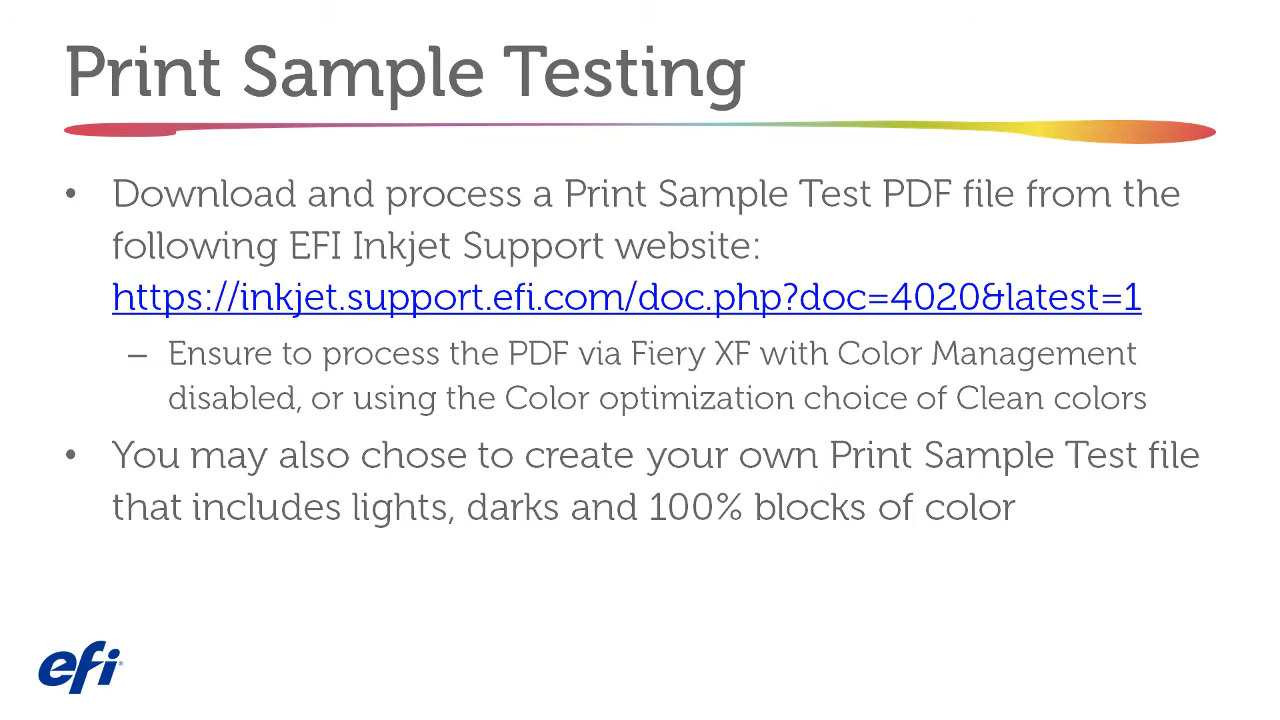 Print Sample Testing
• Download and process a Print Sample Test PDF file from the
following EFI Inkjet Support website:
https://inkjet.support.efi.com/doc.php?doc=4020&latest=1
– Ensure to process the PDF via Fiery XF with Color Management
disabled, or using the Color optimization choice of Clean colors
• You may also chose to create your own Print Sample Test file
that includes lights, darks and 100% blocks of color
efi®